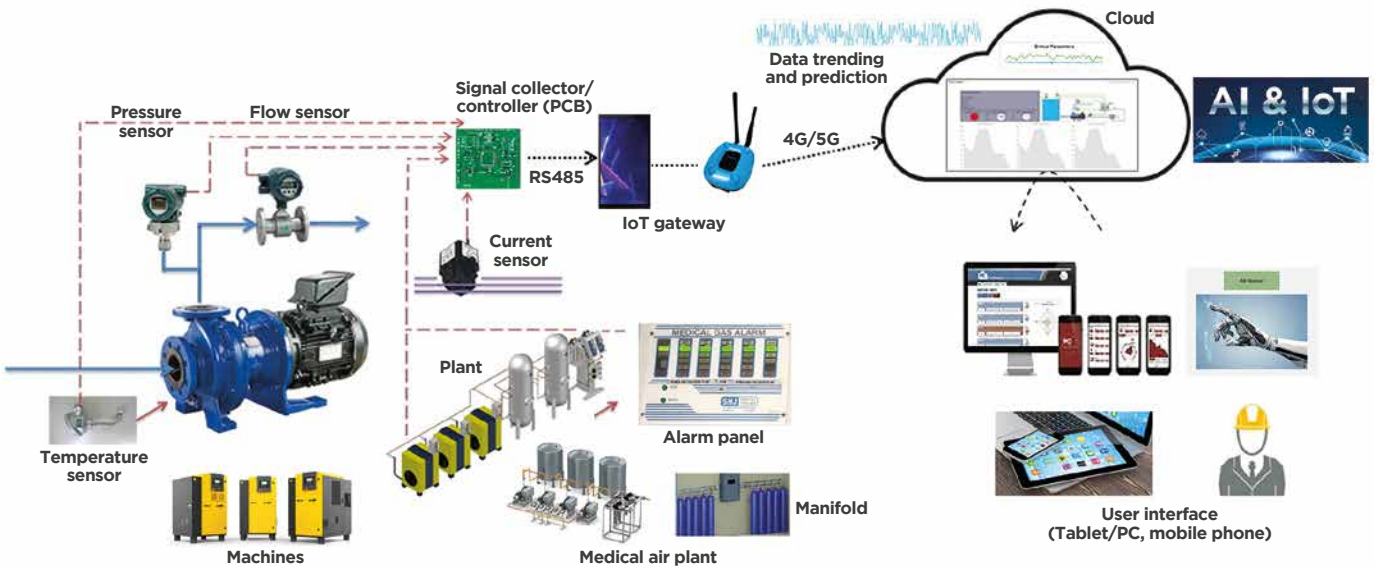 Cloud
Data trending
and prediction
Signal collector/
controller (PCB)
Pressure
sensor
Flow sensor
AI & IoT
4G/5G
RS485
IoT gateway
Current
sensor
Plant
MEDICAL GAS ALARM
Alarm panel
Temperature
sensor
Manifold
User interface
(Tablet/PC, mobile phone)
Machines
Medical air plant